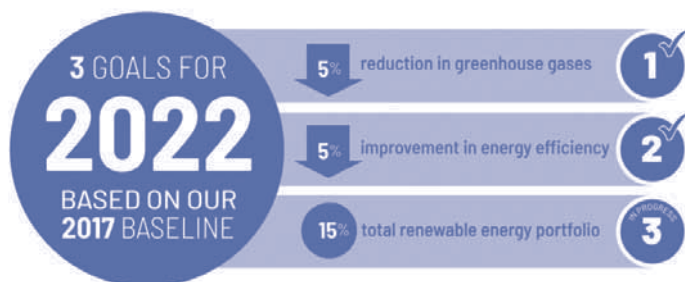 3 GOALS FOR
2022
BASED ON OUR
2017 BASELINE
5% reduction in greenhouse gases 1
5% improvement in energy efficiency 2
15% total renewable energy portfolio IN PROGRESS 3